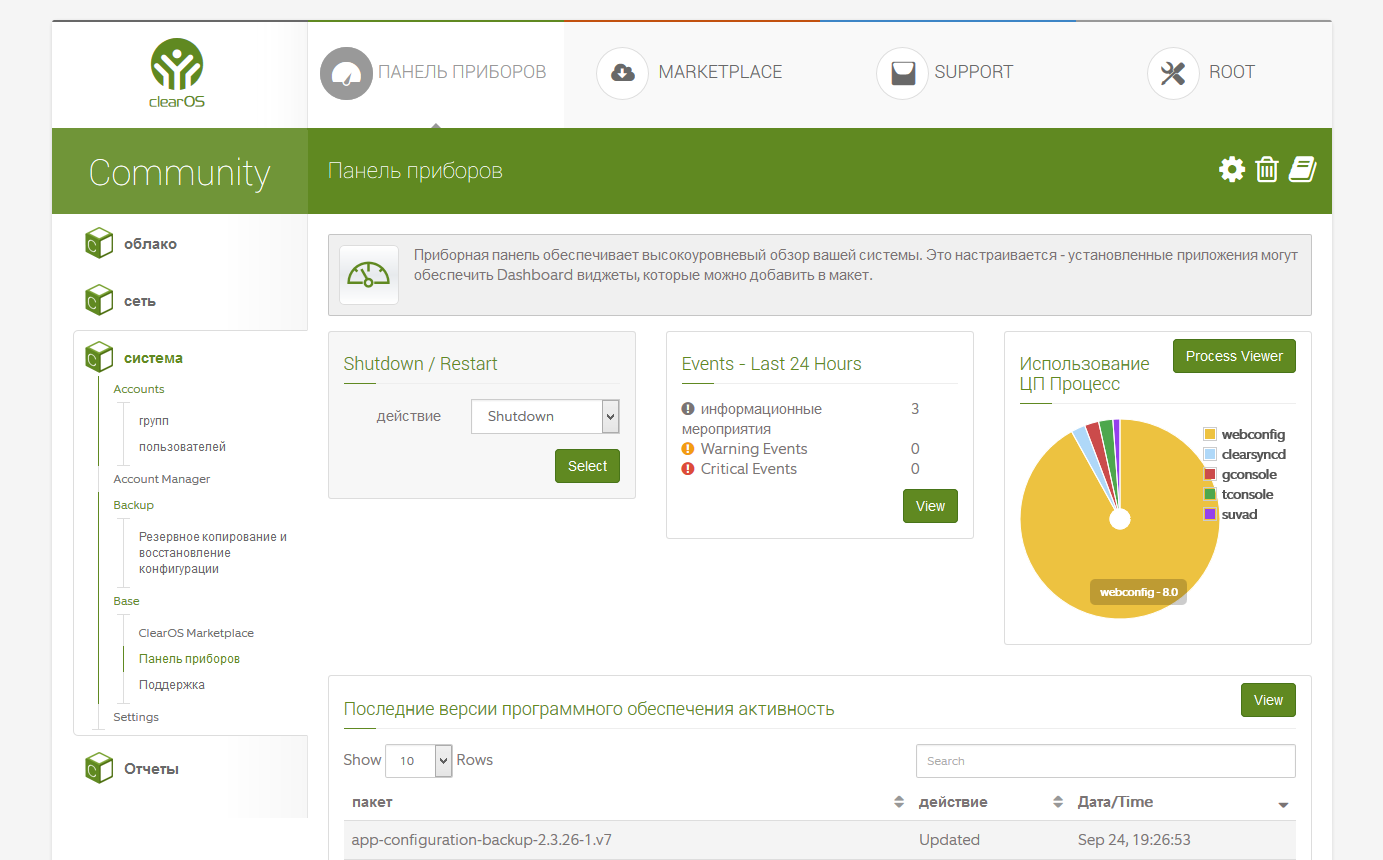 clearOS
ПАНЕЛЬ ПРИБОРОВ
MARKETPLACE
SUPPORT
ROOT
Community
Панель приборов
облако
сеть
система
Accounts
групп
пользователей
Account Manager
Backup
Резервное копирование и
восстановление
конфигурации
Base
ClearOS Marketplace
Панель приборов
Поддержка
Settings
Отчеты
Приборная панель обеспечивает высокоуровневый обзор вашей системы. Это настраивается - установленные приложения могут
обеспечить Dashboard виджеты, которые можно добавить в макет.
Shutdown / Restart
действие
Shutdown
Select
Events - Last 24 Hours
информационные 3
мероприятия
Warning Events 0
Critical Events 0
View
Использование
ЦП Процесс
Process Viewer
webconfig
clearsyncd
gconsole
tconsole
suvad
webconfig - 8.0
Последние версии программного обеспечения активность
View
Show 10 Rows
Search
пакет действие Дата/Time
app-configuration-backup-2.3.26-1.v7 Updated Sep 24, 19:26:53